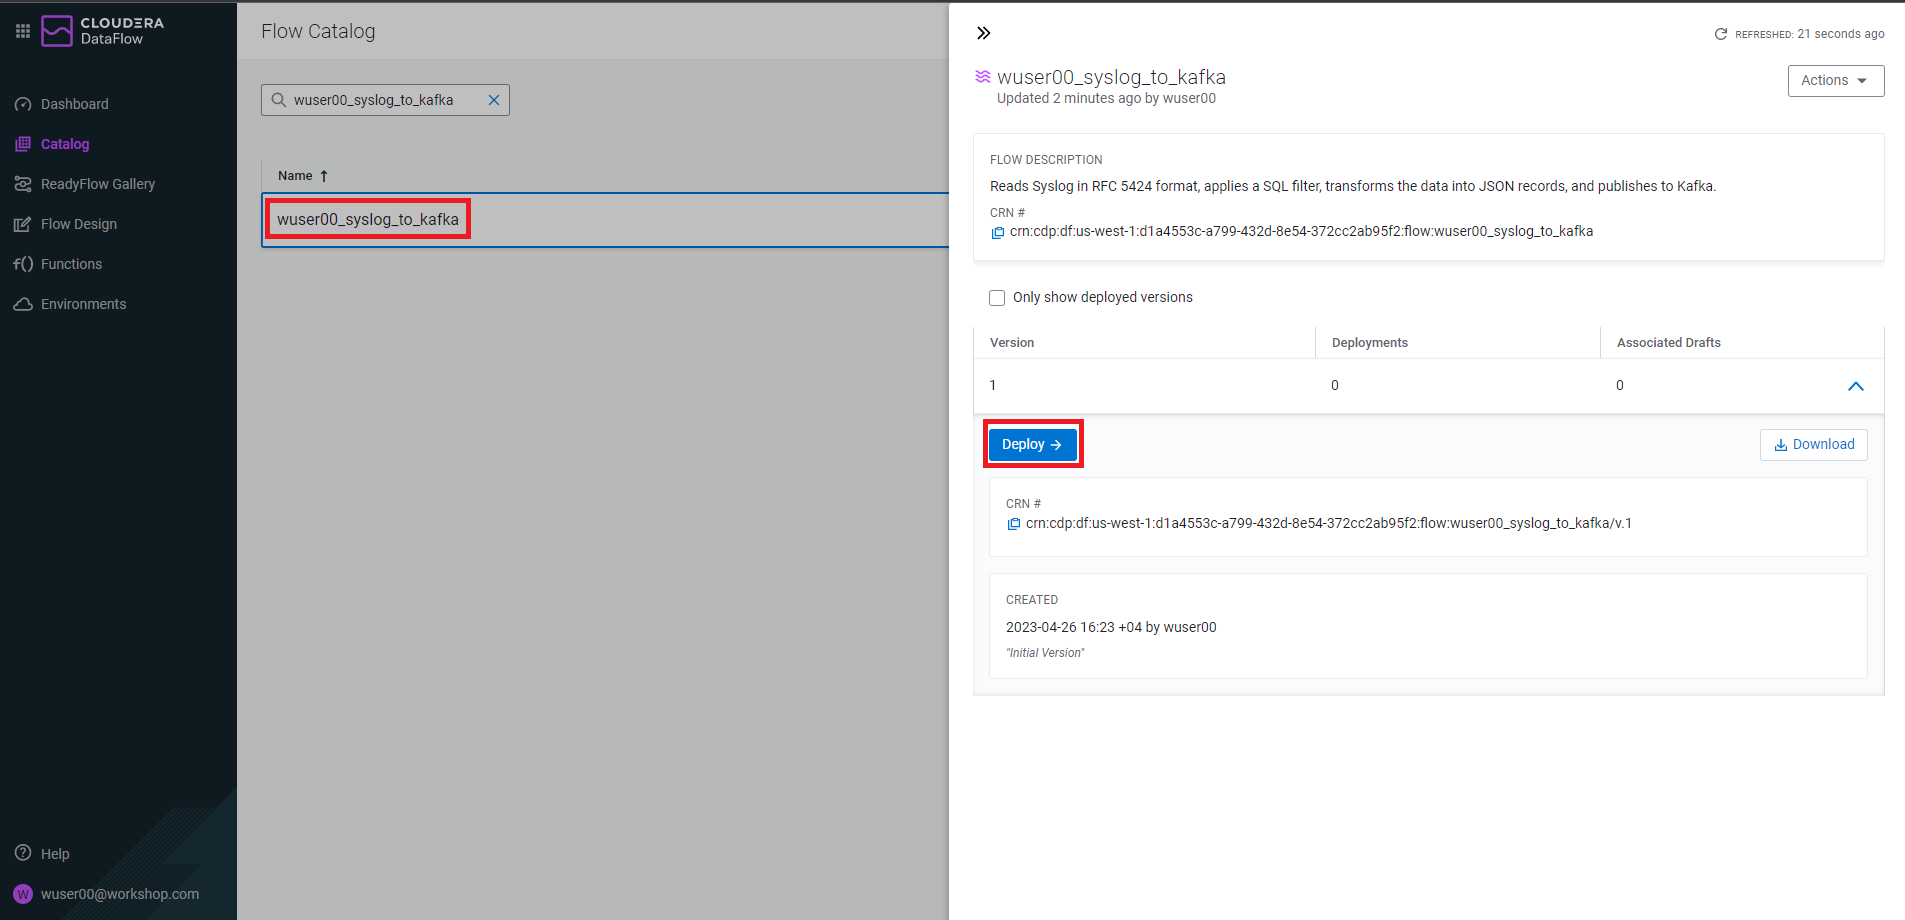 CLOUDERA
DataFlow
Dashboard
Catalog
ReadyFlow Gallery
Flow Design
f() Functions
Environments
Help
W wuser00@workshop.com
Flow Catalog
wuser00_syslog_to_kafka
Name ↑
wuser00_syslog_to_kafka
REFRESHED: 21 seconds ago
wuser00_syslog_to_kafka
Updated 2 minutes ago by wuser00
Actions
FLOW DESCRIPTION
Reads Syslog in RFC 5424 format, applies a SQL filter, transforms the data into JSON records, and publishes to Kafka.
CRN #
crn:cdp:df:us-west-1:d1a4553c-a799-432d-8e54-372cc2ab95f2:flow:wuser00_syslog_to_kafka
Only show deployed versions
Version Deployments Associated Drafts
1 0 0
Deploy → Download
CRN #
crn:cdp:df:us-west-1:d1a4553c-a799-432d-8e54-372cc2ab95f2:flow:wuser00_syslog_to_kafka/v.1
CREATED
2023-04-26 16:23 +04 by wuser00
"Initial Version"